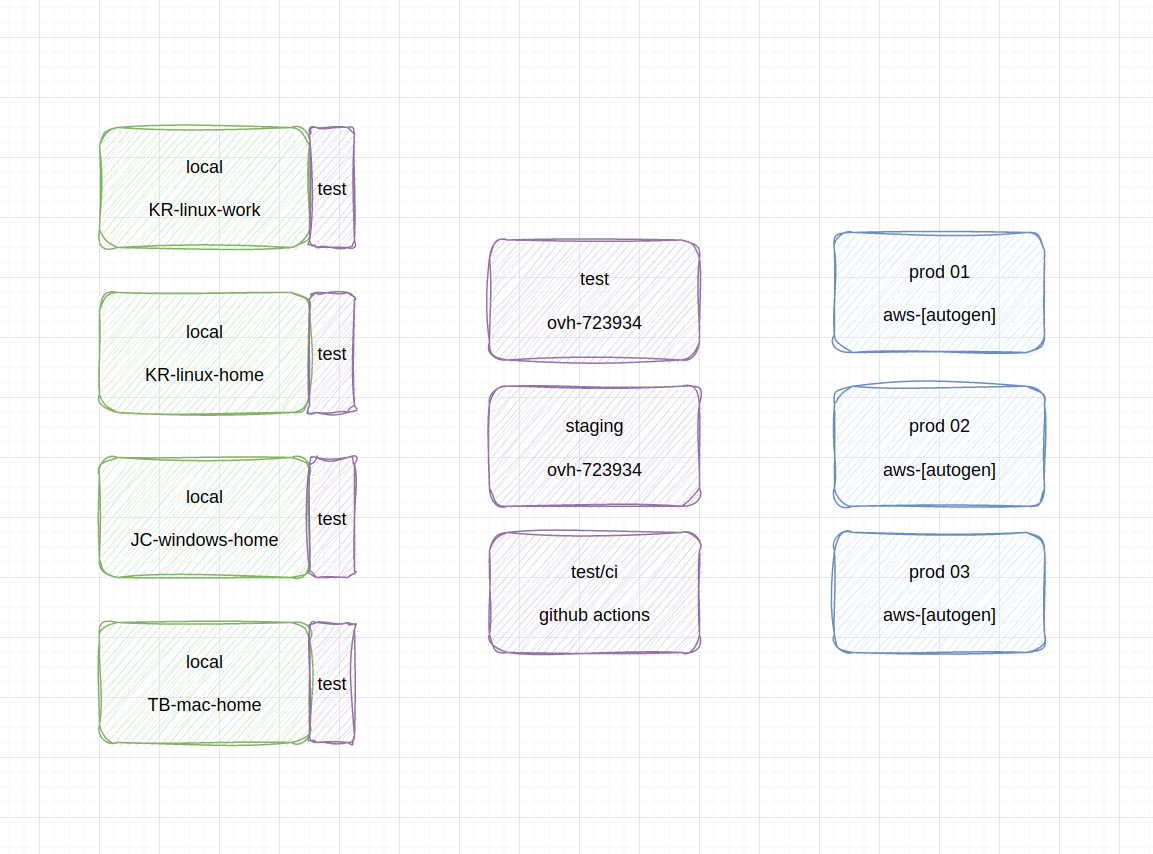 local
KR-linux-work
test
local
KR-linux-home
test
local
JC-windows-home
test
local
TB-mac-home
test
test
ovh-723934
staging
ovh-723934
test/ci
github actions
prod 01
aws-[autogen]
prod 02
aws-[autogen]
prod 03
aws-[autogen]